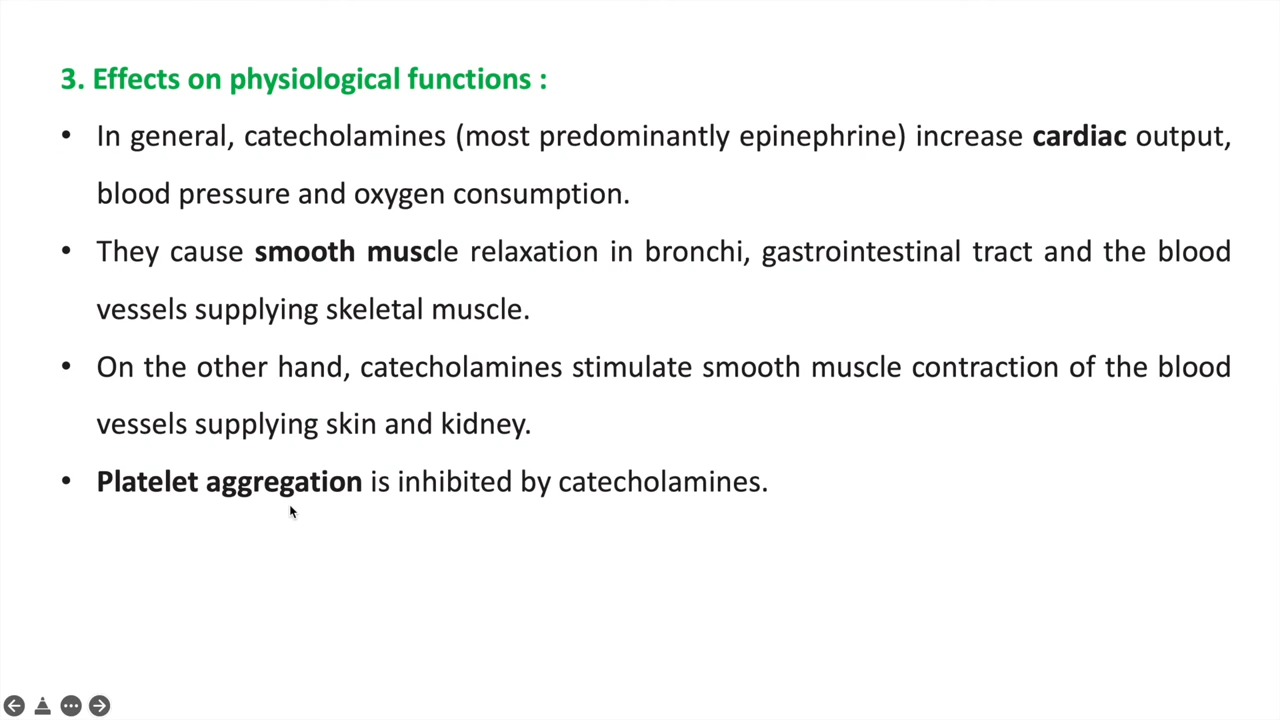 3. Effects on physiological functions :
• In general, catecholamines (most predominantly epinephrine) increase cardiac output,
blood pressure and oxygen consumption.
• They cause smooth muscle relaxation in bronchi, gastrointestinal tract and the blood
vessels supplying skeletal muscle.
• On the other hand, catecholamines stimulate smooth muscle contraction of the blood
vessels supplying skin and kidney.
• Platelet aggregation is inhibited by catecholamines.